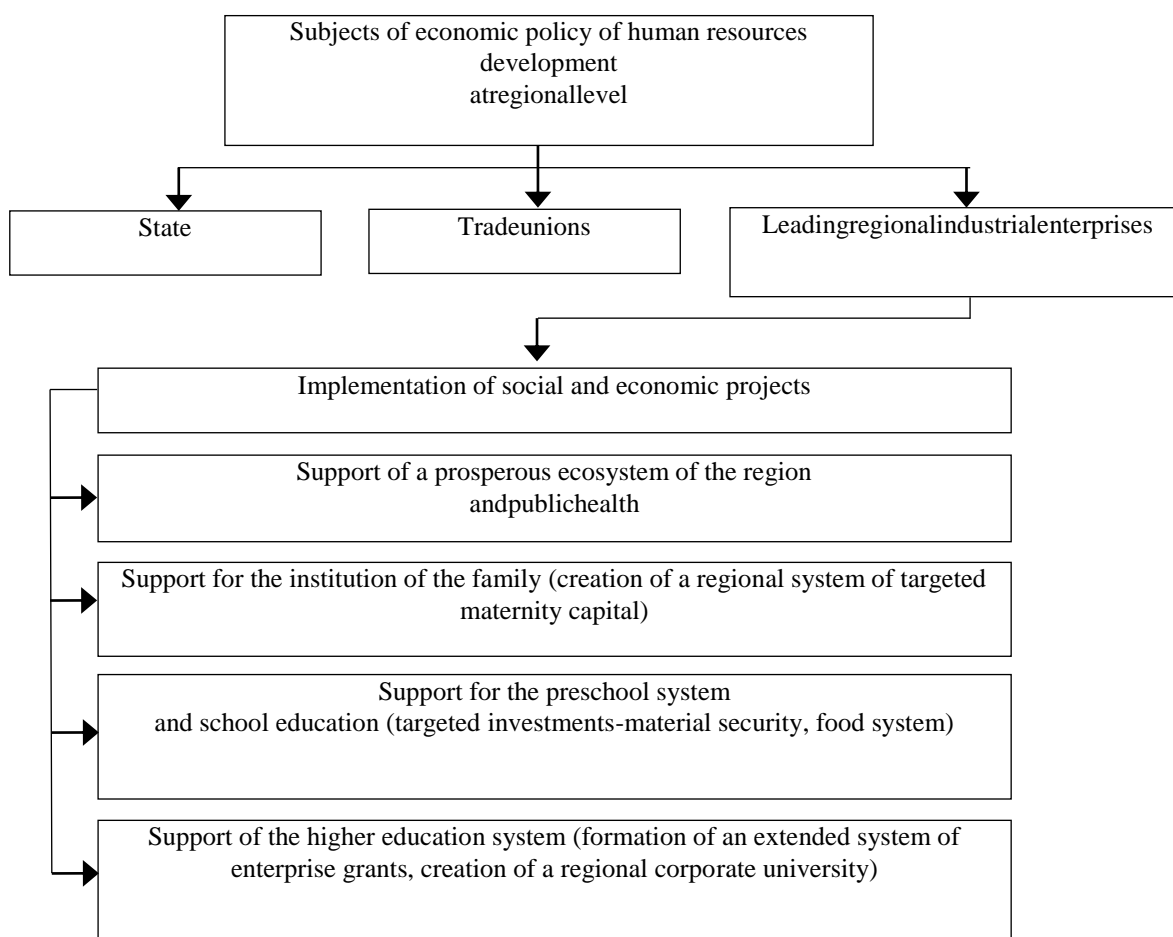 Subjects of economic policy of human resources
development
atregionallevel
State
Tradeunions
Leadingregionalindustrialenterprises
Implementation of social and economic projects
Support of a prosperous ecosystem of the region
andpublichealth
Support for the institution of the family (creation of a regional system of targeted
maternity capital)
Support for the preschool system
and school education (targeted investments-material security, food system)
Support of the higher education system (formation of an extended system of
enterprise grants, creation of a regional corporate university)